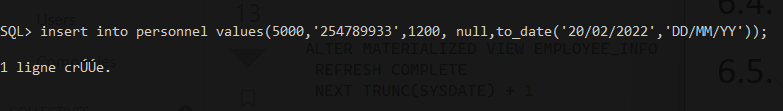 6.4.
Users
13
SQL> insert into personnel values(5000,'254789933',1200, null,to_date('20/02/2022','DD/MM/YY'));
ALTER MATERIALIZED VIEW EMPLOYEE_INFO
1 ligne crÚÚe.
REFRESH COMPLETE
NEXT TRUNC(SYSDATE) + 1
6.5.